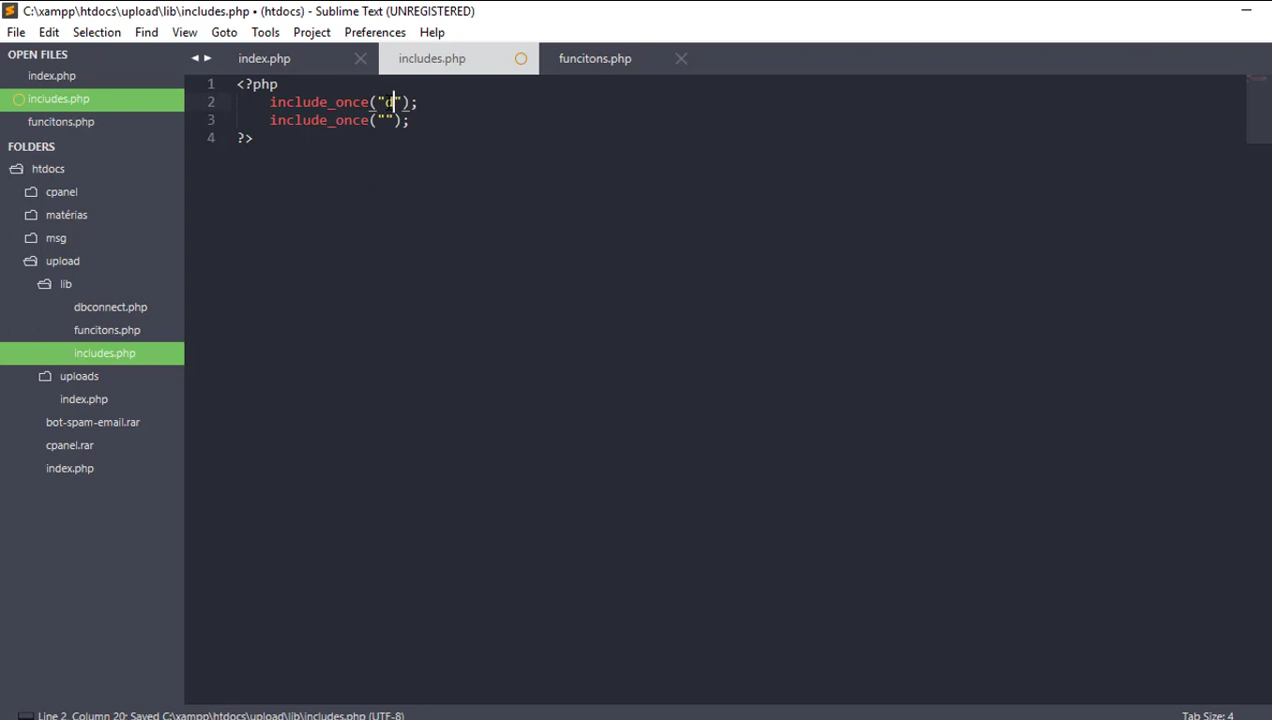 C:\xampp\htdocs\upload\lib\includes.php • (htdocs) - Sublime Text (UNREGISTERED)
File Edit Selection Find View Goto Tools Project Preferences Help
OPEN FILES
index.php
includes.php
funcitons.php
FOLDERS
htdocs
cpanel
matérias
msg
upload
lib
dbconnect.php
funcitons.php
includes.php
uploads
index.php
bot-spam-email.rar
cpanel.rar
index.php
index.php includes.php funcitons.php
1 <?php
2 include_once("d");
3 include_once("");
4 ?>
Line 2, Column 20; Saved C:\xampp\htdocs\upload\lib\includes.php (UTF-8) Tab Size: 4